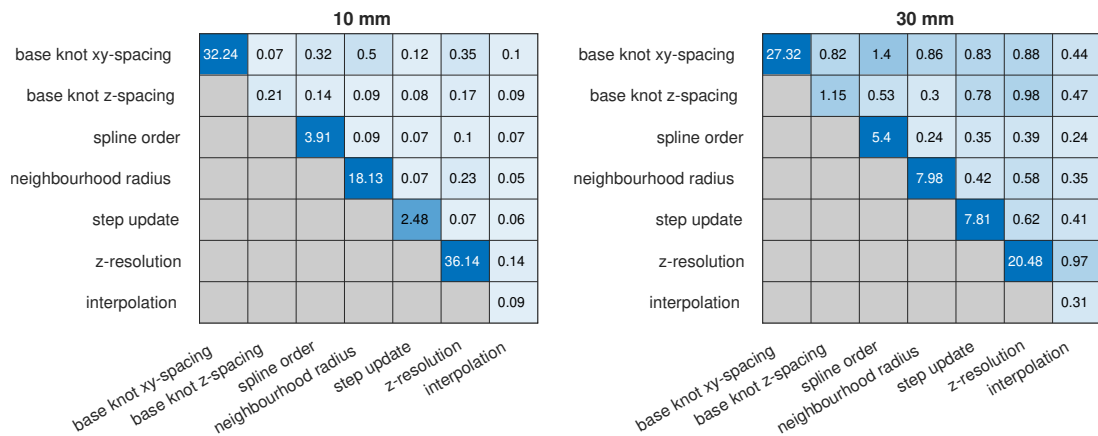 10 mm
base knot xy-spacing 32.24 0.07 0.32 0.5 0.12 0.35 0.1
base knot z-spacing 0.21 0.14 0.09 0.08 0.17 0.09
spline order 3.91 0.09 0.07 0.1 0.07
neighbourhood radius 18.13 0.07 0.23 0.05
step update 2.48 0.07 0.06
z-resolution 36.14 0.14
interpolation 0.09
base knot xy-spacing
base knot z-spacing
spline order
neighbourhood radius
step update
z-resolution
interpolation
30 mm
base knot xy-spacing 27.32 0.82 1.4 0.86 0.83 0.88 0.44
base knot z-spacing 1.15 0.53 0.3 0.78 0.98 0.47
spline order 5.4 0.24 0.35 0.39 0.24
neighbourhood radius 7.98 0.42 0.58 0.35
step update 7.81 0.62 0.41
z-resolution 20.48 0.97
interpolation 0.31
base knot xy-spacing
base knot z-spacing
spline order
neighbourhood radius
step update
z-resolution
interpolation